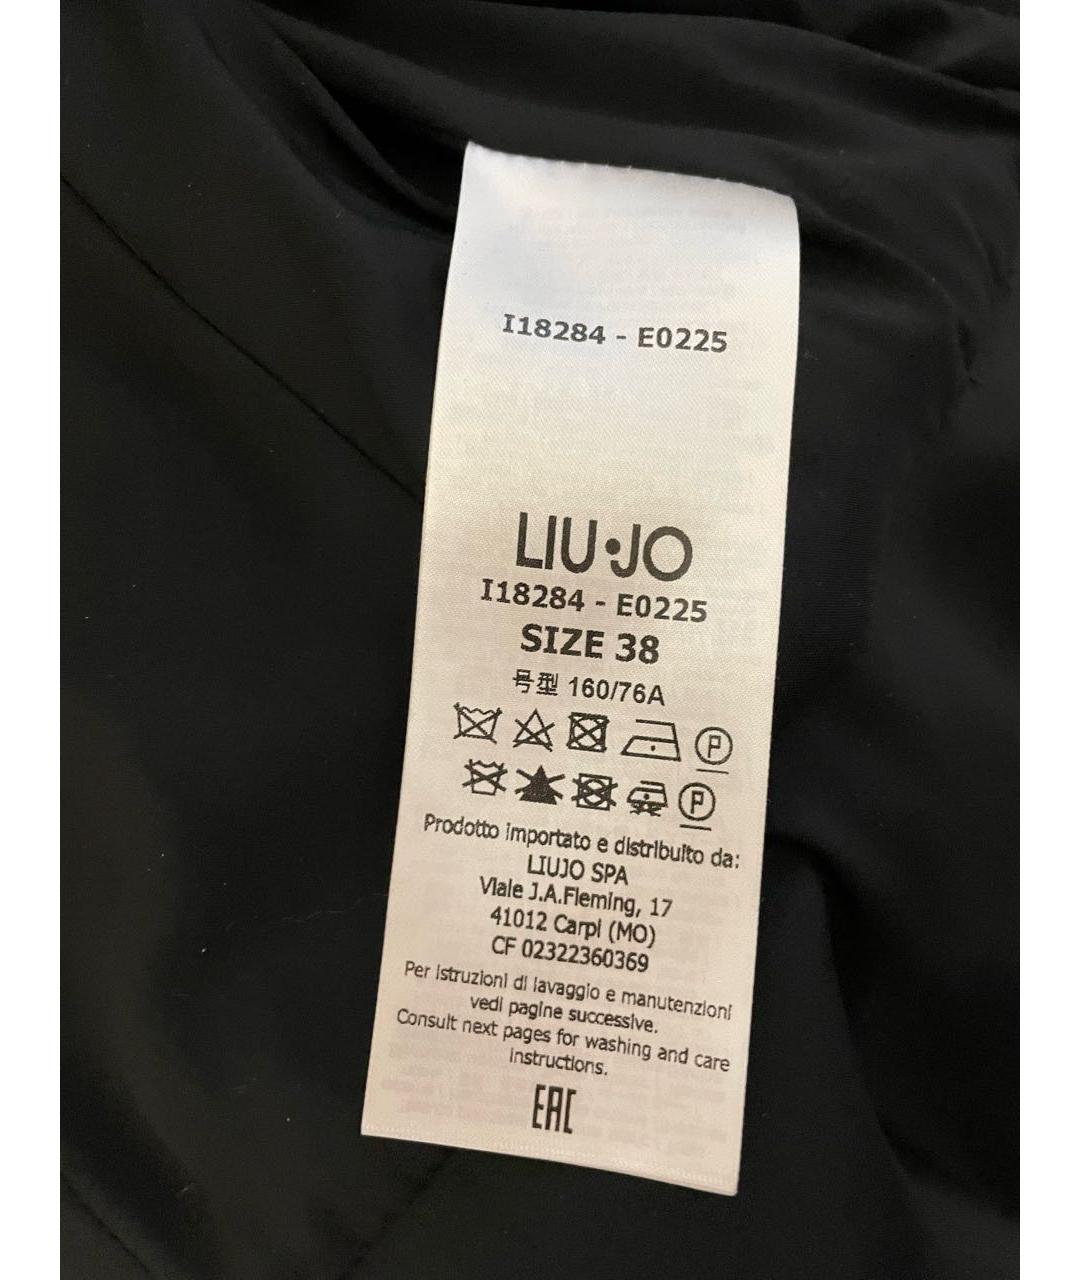 I18284 - E0225
LIU•JO
I18284 - E0225
SIZE 38
号型 160/76A
P
P
Prodotto importato e distribuito da:
LIUJO SPA
Viale J.A.Fleming, 17
41012 Carpi (MO)
CF 02322360369
Per istruzioni di lavaggio e manutenzioni
vedi pagine successive.
Consult next pages for washing and care
instructions.
EAC